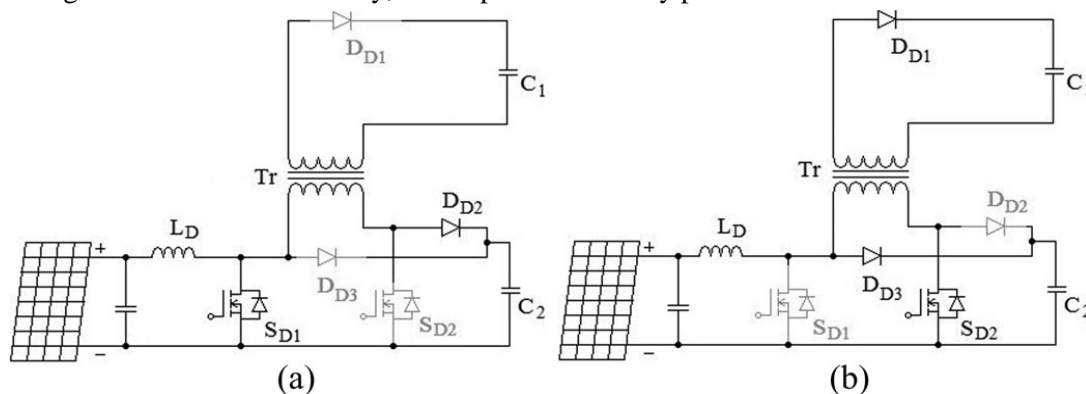 D_D1
C_1
Tr
D_D2
L_D
+
D_D3
C_2
S_D1
S_D2
−
(a)
D_D1
C
Tr
D_D2
L_D
+
D_D3
C_2
S_D1
S_D2
−
(b)